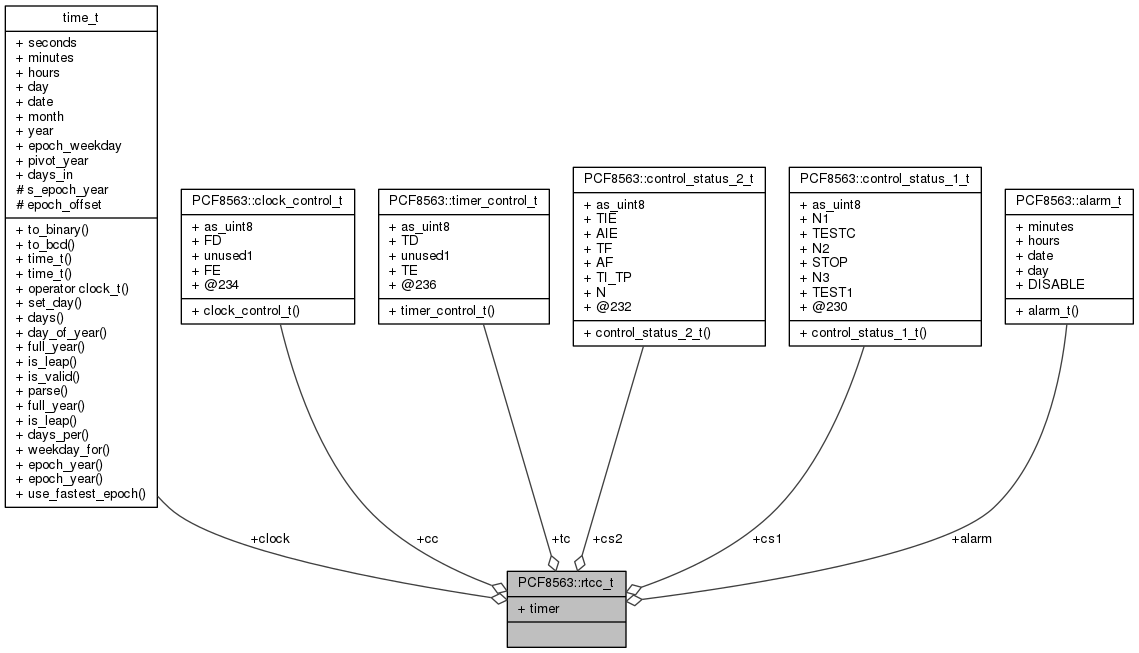 time_t
+ seconds
+ minutes
+ hours
+ day
+ date
+ month
+ year
+ epoch_weekday
+ pivot_year
+ days_in
# s_epoch_year
# epoch_offset
+ to_binary()
+ to_bcd()
+ time_t()
+ time_t()
+ operator clock_t()
+ set_day()
+ days()
+ day_of_year()
+ full_year()
+ is_leap()
+ is_valid()
+ parse()
+ full_year()
+ is_leap()
+ days_per()
+ weekday_for()
+ epoch_year()
+ epoch_year()
+ use_fastest_epoch()
PCF8563::clock_control_t
+ as_uint8
+ FD
+ unused1
+ FE
+ @234
+ clock_control_t()
PCF8563::timer_control_t
+ as_uint8
+ TD
+ unused1
+ TE
+ @236
+ timer_control_t()
PCF8563::control_status_2_t
+ as_uint8
+ TIE
+ AIE
+ TF
+ AF
+ TI_TP
+ N
+ @232
+ control_status_2_t()
PCF8563::control_status_1_t
+ as_uint8
+ N1
+ TESTC
+ N2
+ STOP
+ N3
+ TEST1
+ @230
+ control_status_1_t()
PCF8563::alarm_t
+ minutes
+ hours
+ date
+ day
+ DISABLE
+ alarm_t()
+clock
+cc
+tc
+cs2
+cs1
+alarm
PCF8563::rtcc_t
+ timer